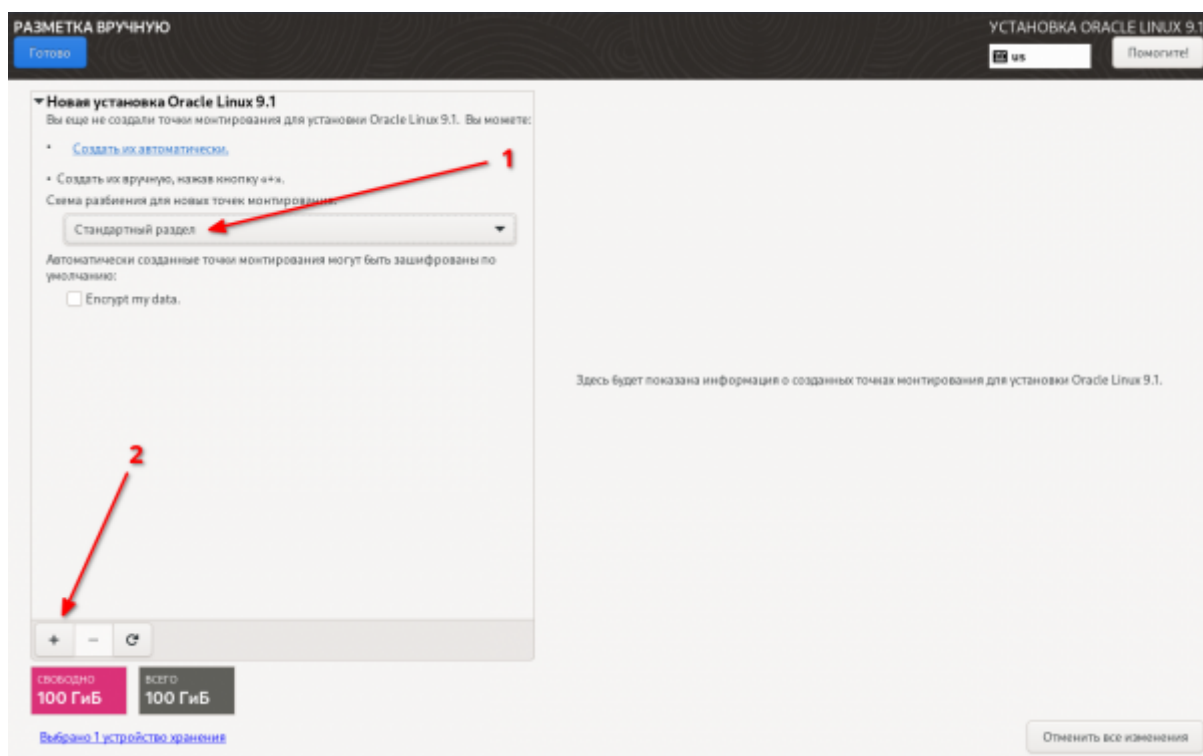 РАЗМЕТКА ВРУЧНУЮ
УСТАНОВКА ORACLE LINUX 9.1
Готово
us
Помогите!
Новая установка Oracle Linux 9.1
Вы еще не создали точки монтирования для установки Oracle Linux 9.1. Вы можете:
• Создать их автоматически.
1
• Создать их вручную, нажав кнопку «+».
Схема разбиения для новых точек монтирования:
Стандартный раздел
Автоматически созданные точки монтирования могут быть зашифрованы по
умолчанию:
Encrypt my data.
Здесь будет показана информация о созданных точках монтирования для установки Oracle Linux 9.1.
2
+ −
СВОБОДНО
100 ГиБ
ВСЕГО
100 ГиБ
Выбрано 1 устройство хранения
Отменить все изменения